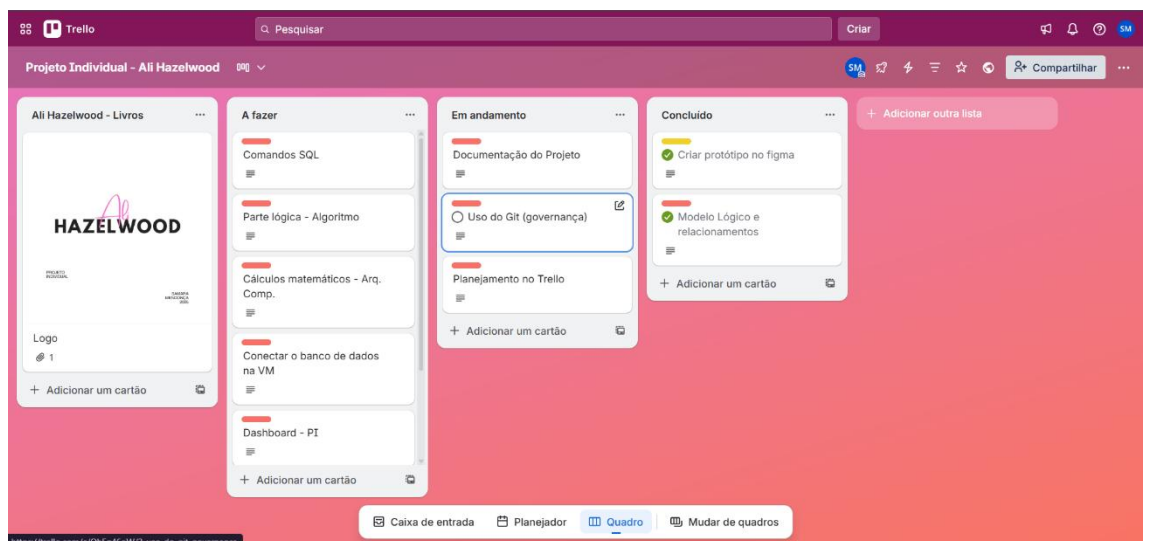 Trello
Pesquisar
Criar
SM
Projeto Individual - Ali Hazelwood
SM
Compartilhar
Ali Hazelwood - Livros
Al
HAZELWOOD
PROJETO
INDIVIDUAL
Logo
1
+ Adicionar um cartão
A fazer
Comandos SQL
Parte lógica - Algoritmo
Cálculos matemáticos - Arq.
Comp.
Conectar o banco de dados
na VM
Dashboard - PI
+ Adicionar um cartão
Em andamento
Documentação do Projeto
Uso do Git (governança)
Planejamento no Trello
+ Adicionar um cartão
Concluído
Criar protótipo no figma
Modelo Lógico e
relacionamentos
+ Adicionar um cartão
+ Adicionar outra lista
Caixa de entrada
Planejador
Quadro
Mudar de quadros